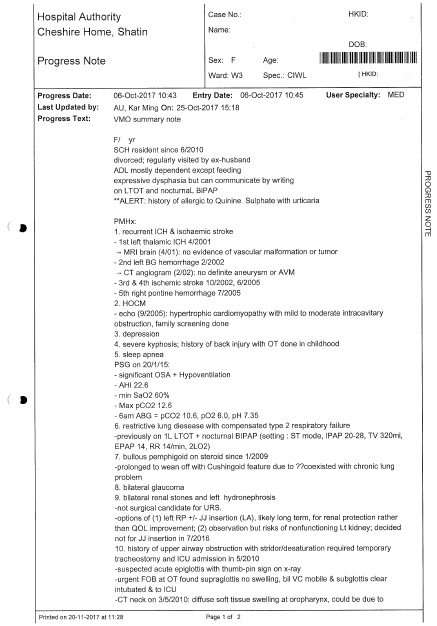 Hospital Authority
Cheshire Home, Shatin
Progress Note
Case No.: HKID:
Name:
DOB:
Sex: F Age:
Ward: W3 Spec.: CIWL
[ HKID:
Progress Date: 06-Oct-2017 10:43 Entry Date: 06-Oct-2017 10:45 User Specialty: MED
Last Updated by: AU, Kar Ming On: 25-Oct-2017 15:18
Progress Text: VMO summary note
F/ yr
SCH resident since 6/2010
divorced; regularly visited by ex-husband
ADL mostly dependent except feeding
expressive dysphasia but can communicate by writing
on LTOT and nocturnaL BiPAP
**ALERT: history of allergic to Quinine Sulphate with urticaria
PMHx:
1. recurrent ICH & ischaemic stroke
- 1st left thalamic ICH 4/2001
→ MRI brain (4/01): no evidence of vascular malformation or tumor
- 2nd left BG hemorrhage 2/2002
→ CT angiogram (2/02): no definite aneurysm or AVM
- 3rd & 4th ischemic stroke 10/2002, 6/2005
- 5th right pontine hemorrhage 7/2005
2. HOCM
- echo (9/2005): hypertrophic cardiomyopathy with mild to moderate intracavitary
obstruction, family screening done
3. depression
4. severe kyphosis; history of back injury with OT done in childhood
5. sleep apnea
PSG on 20/1/15:
- significant OSA + Hypoventilation
- AHI 22.6
- min SaO2 60%
- Max pCO2 12.6
- 6am ABG = pCO2 10.6, pO2 6.0, pH 7.35
6. restrictive lung diesease with compensated type 2 respiratory failure
-previously on 1L LTOT + nocturnal BIPAP (setting : ST mode, IPAP 20-28, TV 320ml,
EPAP 14, RR 14/min, 2LO2)
7. bullous pemphigoid on steroid since 1/2009
-prolonged to wean off with Cushingoid feature due to ??coexisted with chronic lung
problem
8. bilateral glaucoma
9. bilateral renal stones and left hydronephrosis
-not surgical candidate for URS.
-options of (1) left RP +/- JJ insertion (LA), likely long term, for renal protection rather
than QOL improvement; (2) observation but risks of nonfunctioning Lt kidney; decided
not for JJ insertion in 7/2016
10. history of upper airway obstruction with stridor/desaturation required temporary
tracheostomy and ICU admission in 5/2010
-suspected acute epiglottis with thumb-pin sign on x-ray
-urgent FOB at OT found supraglottis no swelling, bil VC mobile & subglottis clear
intubated & to ICU
-CT neck on 3/5/2010: diffuse soft tissue swelling at oropharynx, could be due to
PROGRESS NOTE
Printed on 20-11-2017 at 11:28 Page 1 of 2